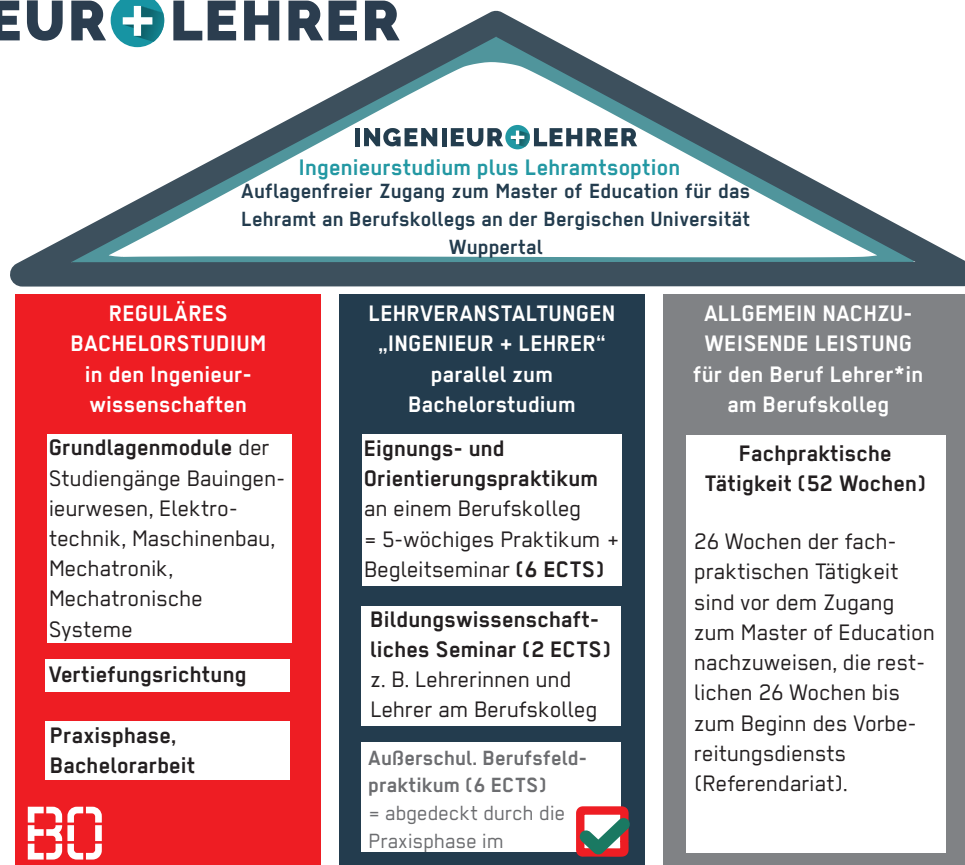 EUR+LEHRER
INGENIEUR+LEHRER
Ingenieurstudium plus Lehramtsoption
Auflagenfreier Zugang zum Master of Education für das
Lehramt an Berufskollegs an der Bergischen Universität
Wuppertal
REGULÄRES
BACHELORSTUDIUM
in den Ingenieur-
wissenschaften
Grundlagenmodule der
Studiengänge Bauingen-
ieurwesen, Elektro-
technik, Maschinenbau,
Mechatronik,
Mechatronische
Systeme
Vertiefungsrichtung
Praxisphase,
Bachelorarbeit
BO
LEHRVERANSTALTUNGEN
„INGENIEUR + LEHRER“
parallel zum
Bachelorstudium
Eignungs- und
Orientierungspraktikum
an einem Berufskolleg
= 5-wöchiges Praktikum +
Begleitseminar (6 ECTS)
Bildungswissenschaft-
liches Seminar (2 ECTS)
z. B. Lehrerinnen und
Lehrer am Berufskolleg
Außerschul. Berufsfeld-
praktikum (6 ECTS)
= abgedeckt durch die
Praxisphase im
ALLGEMEIN NACHZU-
WEISENDE LEISTUNG
für den Beruf Lehrer*in
am Berufskolleg
Fachpraktische
Tätigkeit (52 Wochen)
26 Wochen der fach-
praktischen Tätigkeit
sind vor dem Zugang
zum Master of Education
nachzuweisen, die rest-
lichen 26 Wochen bis
zum Beginn des Vorbe-
reitungsdiensts
(Referendariat).